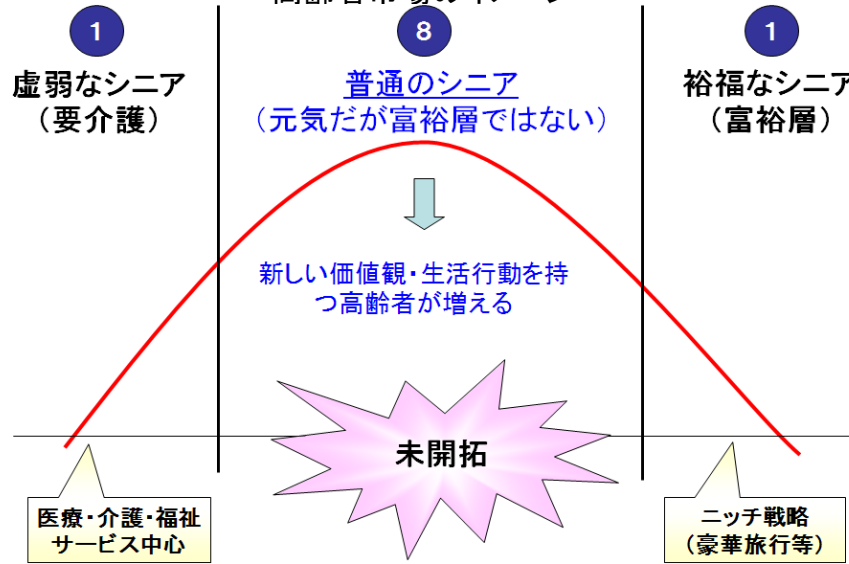 1
虚弱なシニア
（要介護）
8
普通のシニア
（元気だが富裕層ではない）
1
裕福なシニア
（富裕層）
新しい価値観・生活行動を持
つ高齢者が増える
未開拓
医療・介護・福祉
サービス中心
ニッチ戦略
（豪華旅行等）